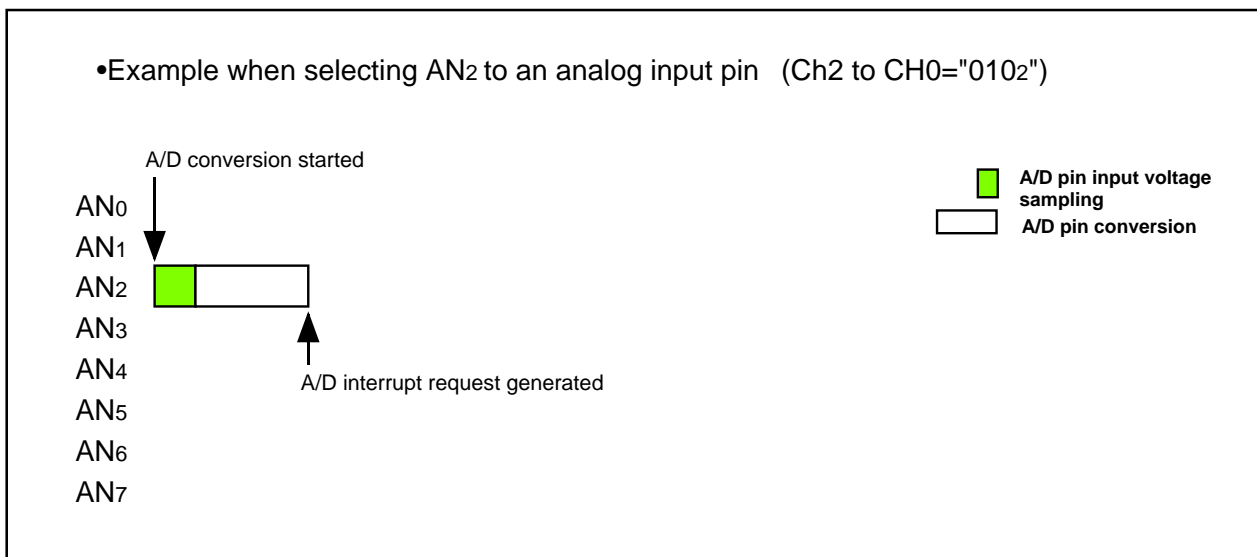 •Example when selecting AN2 to an analog input pin (Ch2 to CH0="0102")
A/D conversion started
A/D pin input voltage
sampling
A/D pin conversion
AN0
AN1
AN2
AN3
AN4
A/D interrupt request generated
AN5
AN6
AN7